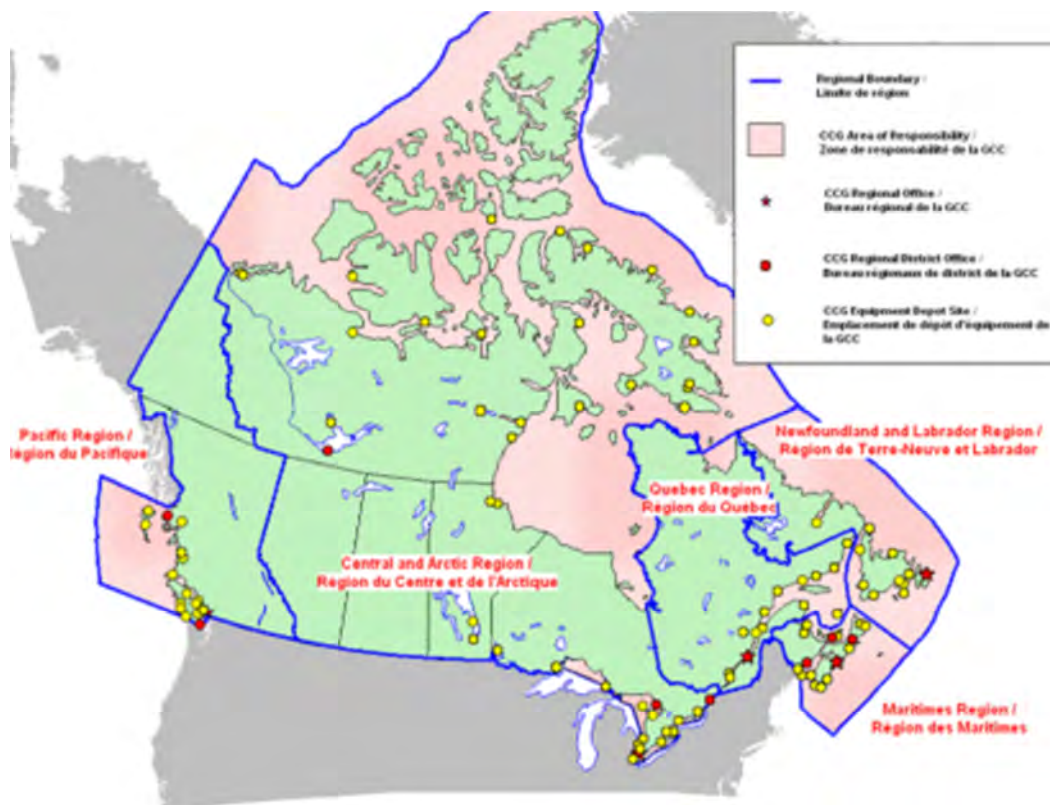 Regional Boundary /
Limite de région
CCG Area of Responsibility /
Zone de responsabilité de la GCC
CCG Regional Office /
Bureau régional de la GCC
CCG Regional District Office /
Bureau régionaux de district de la GCC
CCG Equipment Depot Site /
Emplacement de dépôt d'équipement de
la GCC
Pacific Region /
égion du Pacifique
Newfoundland and Labrador Region /
Région de Terre-Neuve et Labrador
Quebec Region /
Région du Québec
Central and Arctic Region /
Région du Centre et de l'Arctique
Maritimes Region /
Région des Maritimes